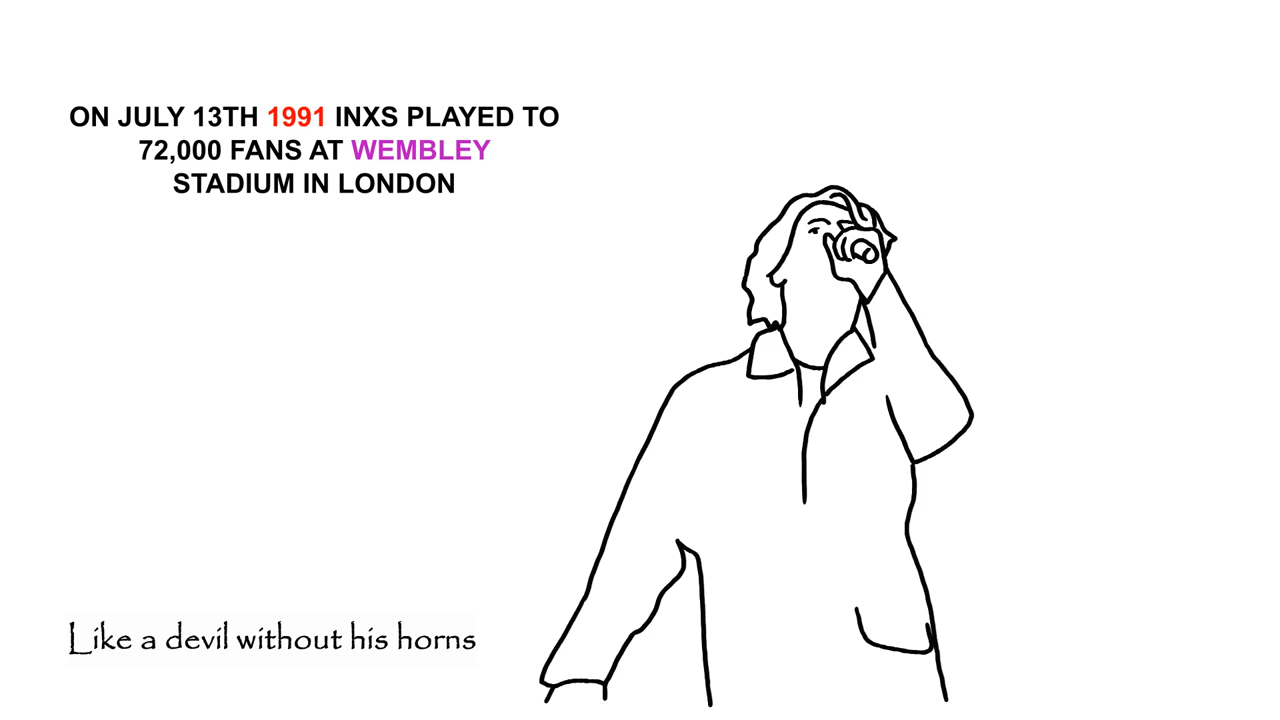 ON JULY 13TH 1991 INXS PLAYED TO
72,000 FANS AT WEMBLEY
STADIUM IN LONDON
Like a devil without his horns